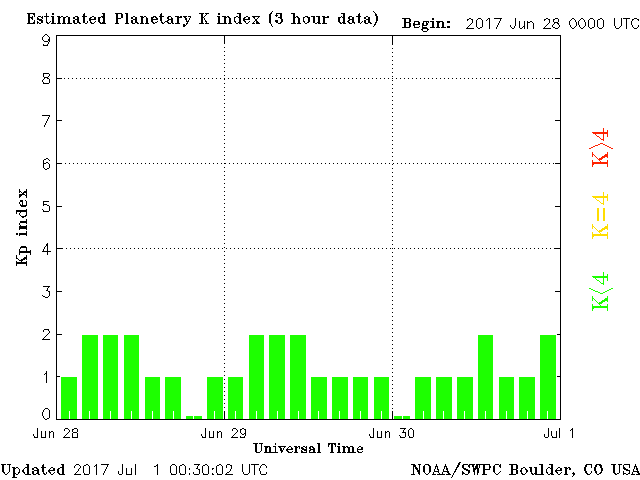 Estimated Planetary K index (3 hour data)
Begin: 2017 Jun 28 0000 UTC
9
8
7
6
5
4
3
2
1
0
Kp index
K>4
K=4
K<4
Jun 28
Jun 29
Jun 30
Jul 1
Universal Time
Updated 2017 Jul 1 00:30:02 UTC
NOAA/SWPC Boulder, CO USA